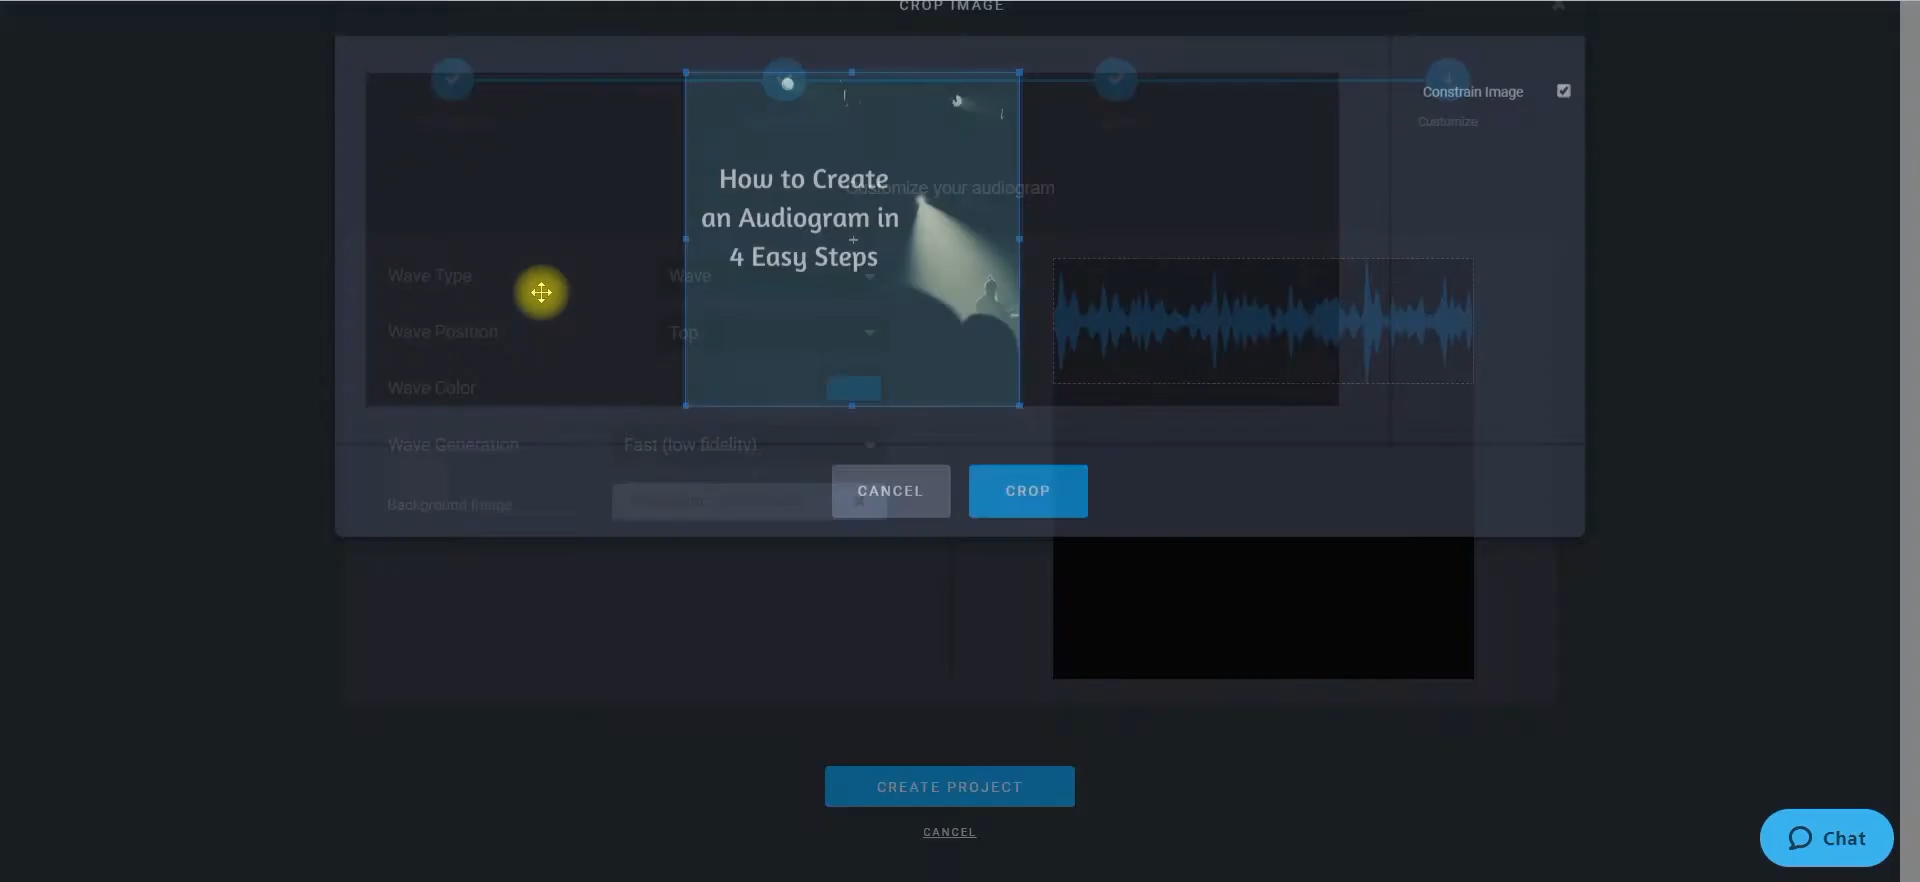 CROP IMAGE
Constrain Image
Customize
How to Create
an Audiogram in
4 Easy Steps
Customize your audiogram
Wave Type
Wave
Wave Position
Top
Wave Color
Wave Generation
Fast (low fidelity)
Background Image
CANCEL
CROP
CREATE PROJECT
CANCEL
Chat